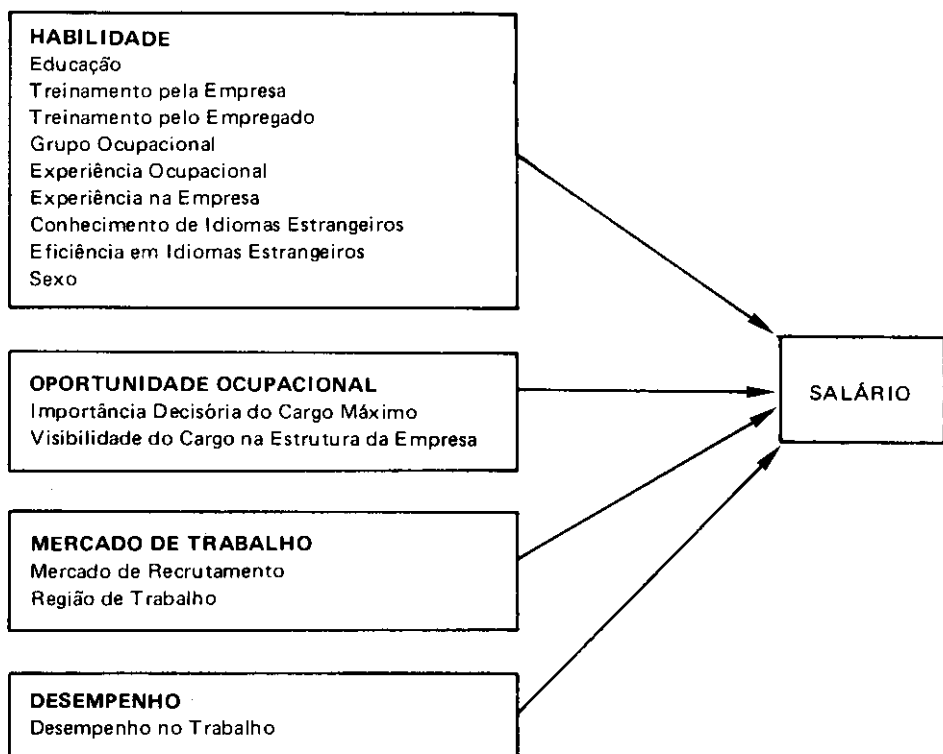 HABILIDADE
Educação
Treinamento pela Empresa
Treinamento pelo Empregado
Grupo Ocupacional
Experiência Ocupacional
Experiência na Empresa
Conhecimento de Idiomas Estrangeiros
Eficiência em Idiomas Estrangeiros
Sexo
OPORTUNIDADE OCUPACIONAL
Importância Decisória do Cargo Máximo
Visibilidade do Cargo na Estrutura da Empresa
SALÁRIO
MERCADO DE TRABALHO
Mercado de Recrutamento
Região de Trabalho
DESEMPENHO
Desempenho no Trabalho